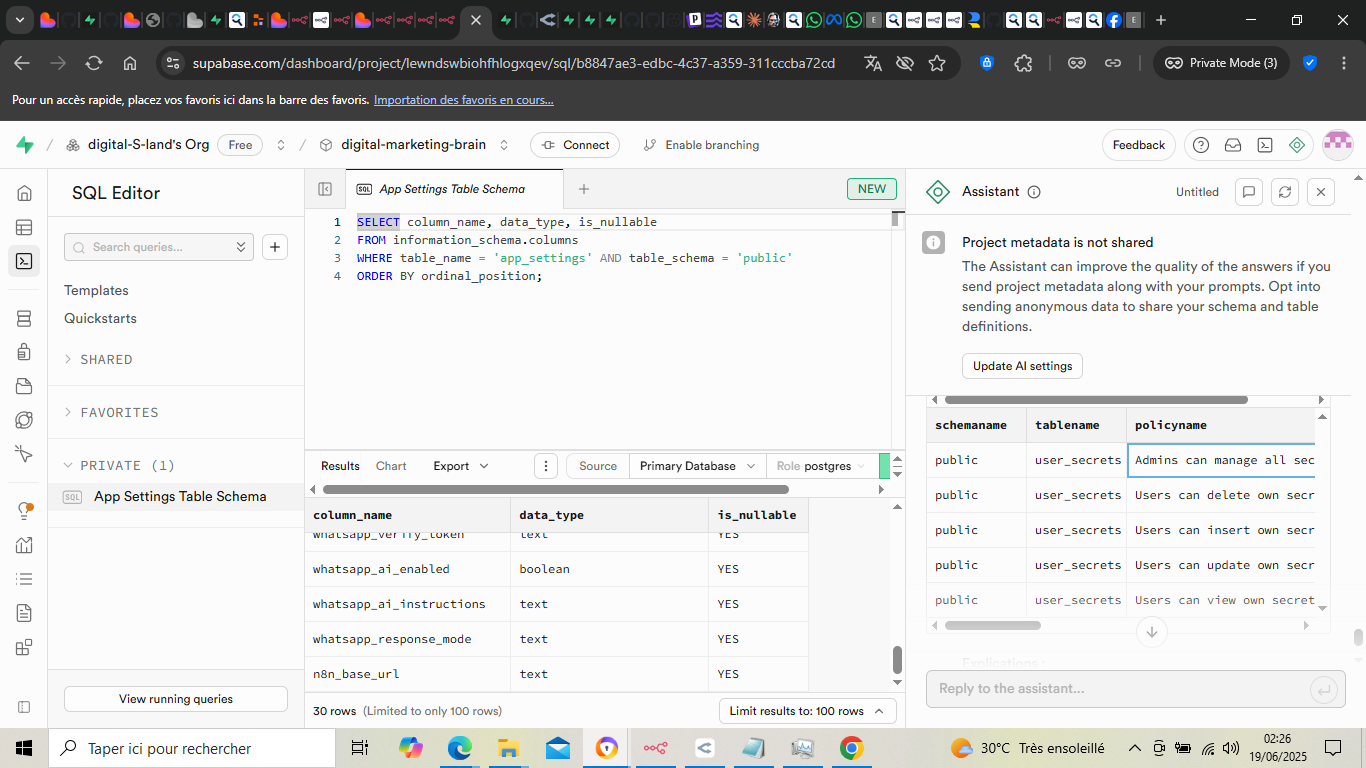 supabase.com/dashboard/project/lewndswbiohfhlogxqev/sql/b8847ae3-edbc-4c37-a359-311cccba72cd
Private Mode (3)
Pour un accès rapide, placez vos favoris ici dans la barre des favoris. Importation des favoris en cours...
/ digital-S-land's Org Free / digital-marketing-brain Connect Enable branching Feedback
SQL Editor
Search queries...
Templates
Quickstarts
SHARED
FAVORITES
PRIVATE (1)
SQL App Settings Table Schema
View running queries
SQL App Settings Table Schema
NEW
1 SELECT column_name, data_type, is_nullable
2 FROM information_schema.columns
3 WHERE table_name = 'app_settings' AND table_schema = 'public'
4 ORDER BY ordinal_position;
Results Chart Export Source Primary Database Role postgres
column_name data_type is_nullable
whatsapp_verify_token text YES
whatsapp_ai_enabled boolean YES
whatsapp_ai_instructions text YES
whatsapp_response_mode text YES
n8n_base_url text YES
30 rows (Limited to only 100 rows) Limit results to: 100 rows
Assistant Untitled
Project metadata is not shared
The Assistant can improve the quality of the answers if you
send project metadata along with your prompts. Opt into
sending anonymous data to share your schema and table
definitions.
Update AI settings
schemaname tablename policyname
public user_secrets Admins can manage all sec
public user_secrets Users can delete own secr
public user_secrets Users can insert own secr
public user_secrets Users can update own secr
public user_secrets Users can view own secret
Explications :
Reply to the assistant...
Taper ici pour rechercher
30°C Très ensoleillé
02:26
19/06/2025